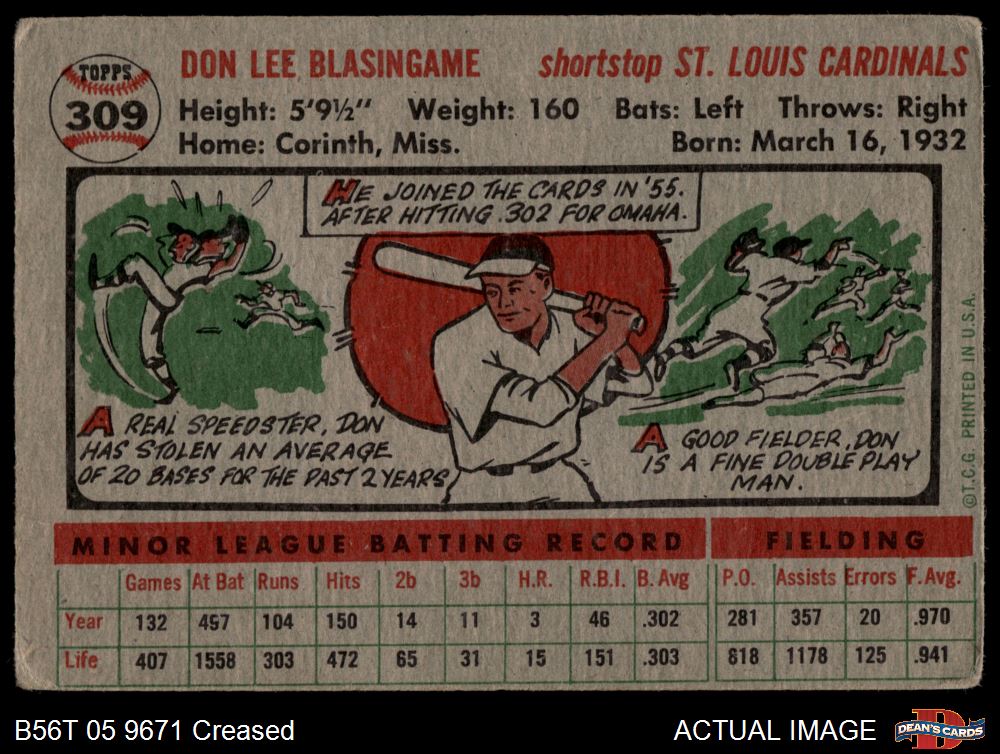 TOPPS
309
DON LEE BLASINGAME shortstop ST. LOUIS CARDINALS
Height: 5'9½" Weight: 160 Bats: Left Throws: Right
Home: Corinth, Miss. Born: March 16, 1932
HE JOINED THE CARDS IN '55.
AFTER HITTING .302 FOR OMAHA.
A REAL SPEEDSTER, DON
HAS STOLEN AN AVERAGE
OF 20 BASES FOR THE PAST 2 YEARS
A GOOD FIELDER, DON
IS A FINE DOUBLE PLAY
MAN.
©T.C.G. PRINTED IN U.S.A.
MINOR LEAGUE BATTING RECORD FIELDING
Games At Bat Runs Hits 2b 3b H.R. R.B.I. B. Avg P.O. Assists Errors F. Avg.
Year 132 497 104 150 14 11 3 46 .302 281 357 20 .970
Life 407 1558 303 472 65 31 15 151 .303 818 1178 125 .941
B56T 05 9671 Creased ACTUAL IMAGE
D
DEAN'S CARDS